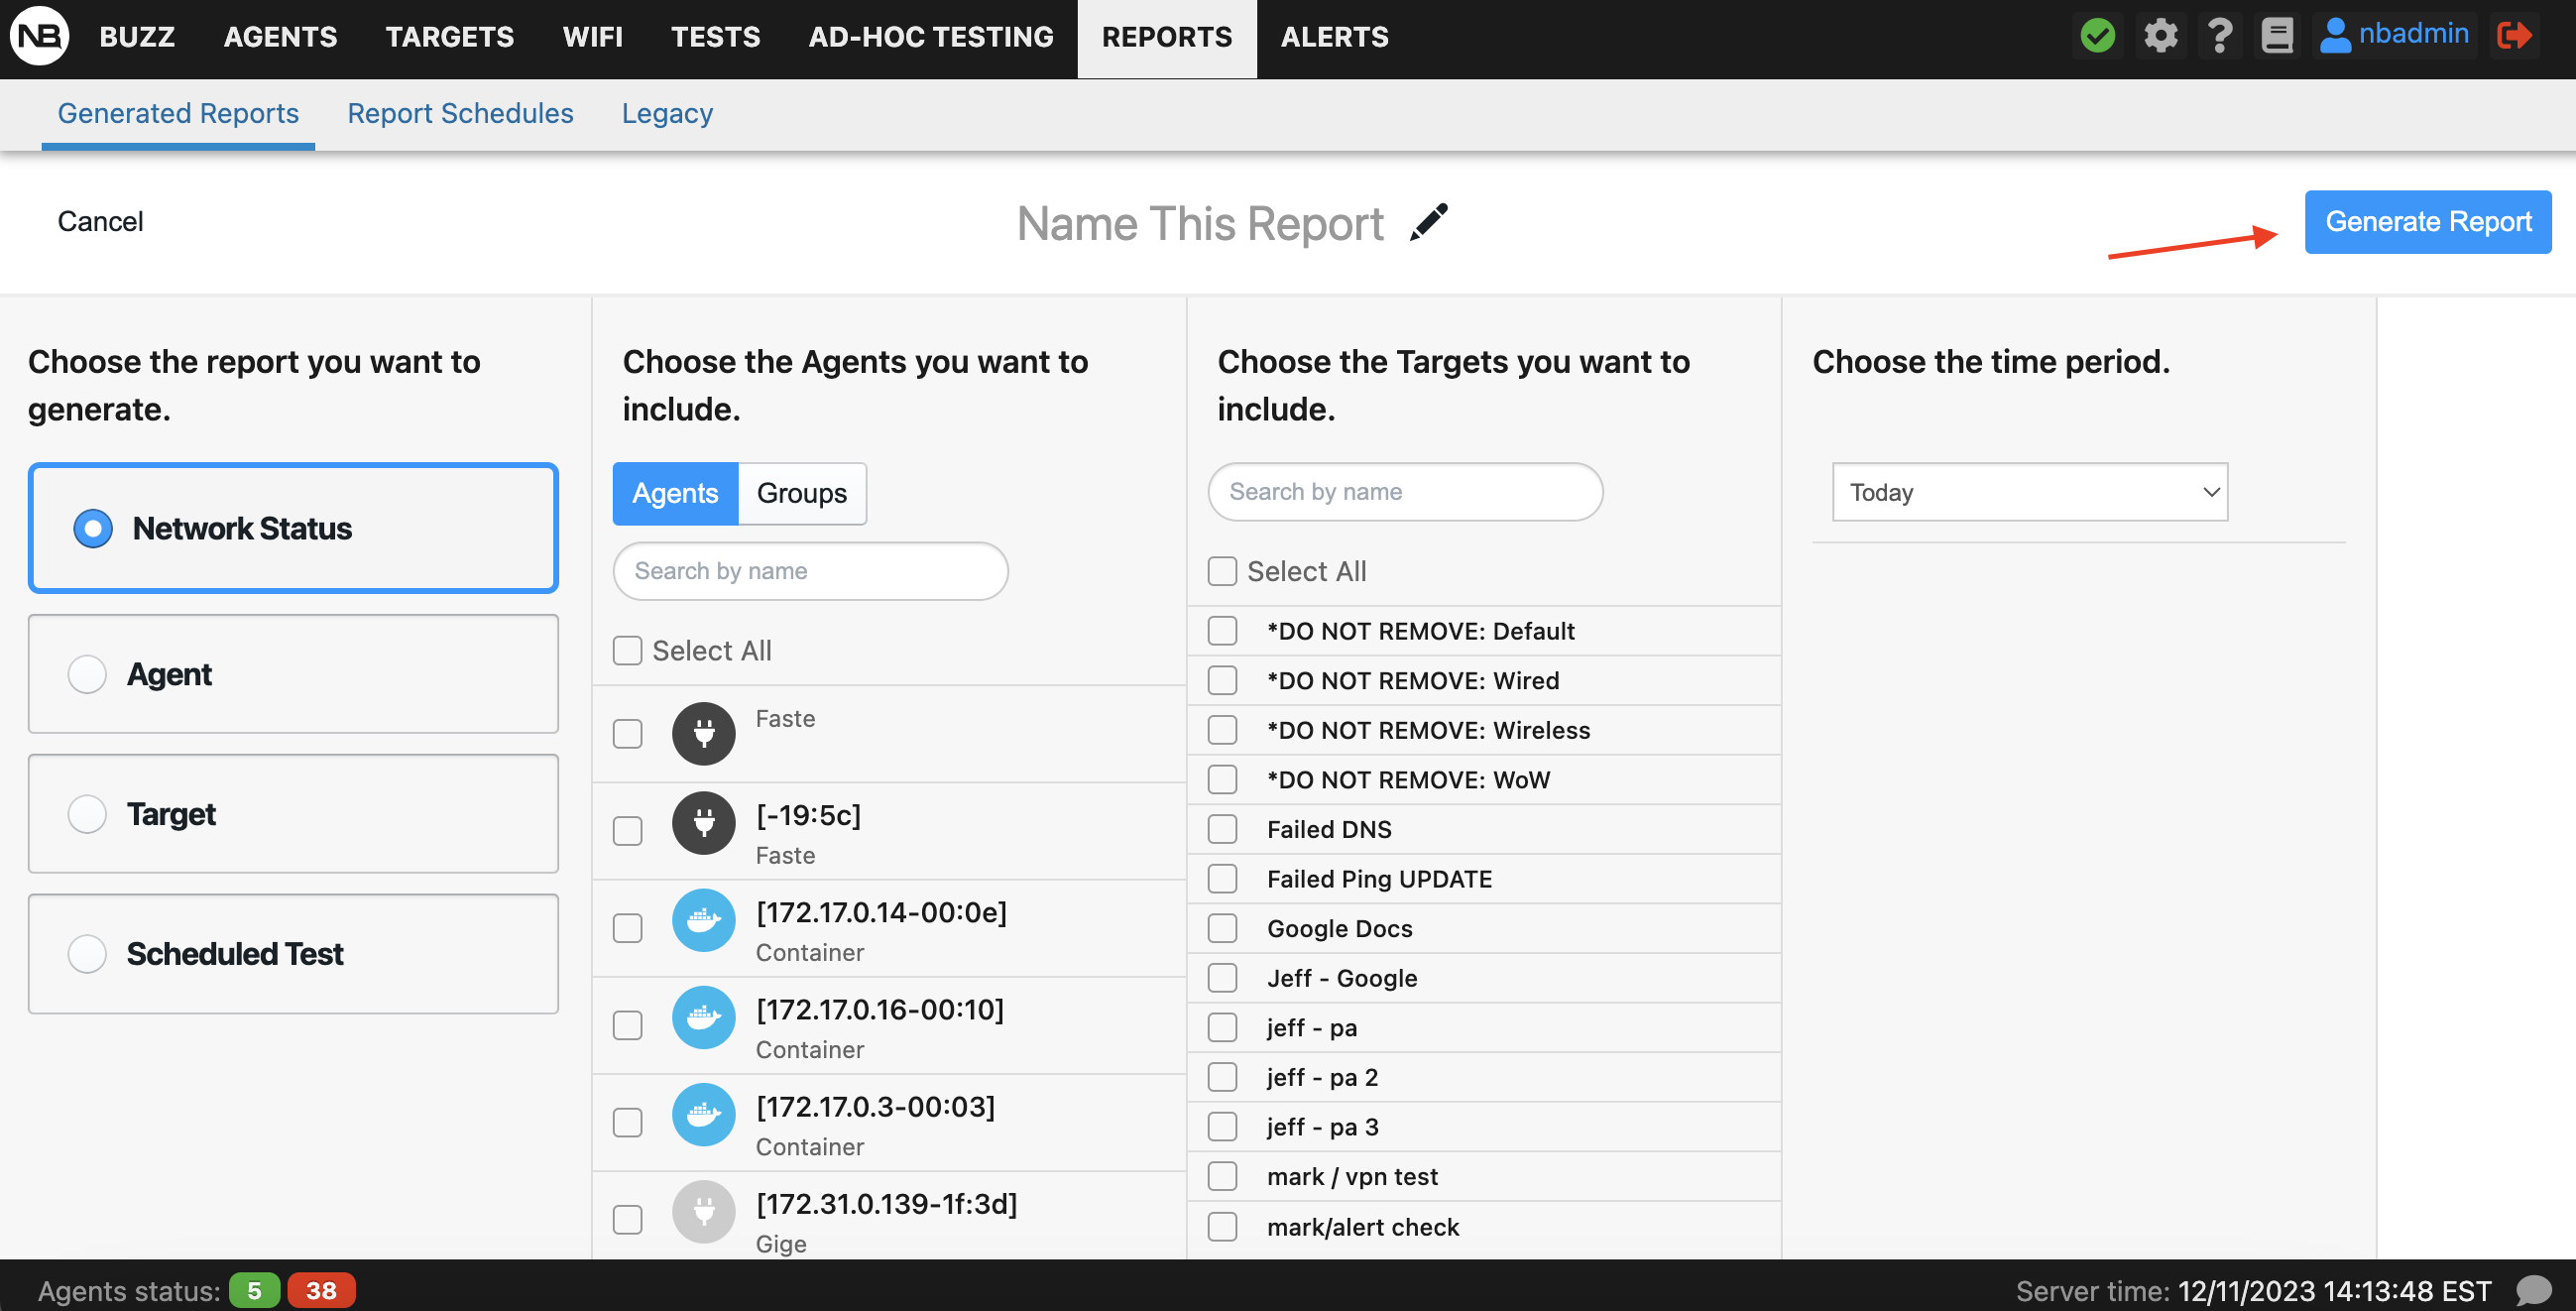 NB BUZZ AGENTS TARGETS WIFI TESTS AD-HOC TESTING REPORTS ALERTS ? nbadmin
Generated Reports Report Schedules Legacy
Cancel Name This Report Generate Report
Choose the report you want to
generate.
Network Status
Agent
Target
Scheduled Test
Choose the Agents you want to
include.
Agents Groups
Search by name
Select All
Faste
[-19:5c]
Faste
[172.17.0.14-00:0e]
Container
[172.17.0.16-00:10]
Container
[172.17.0.3-00:03]
Container
[172.31.0.139-1f:3d]
Gige
Choose the Targets you want to
include.
Search by name
Select All
*DO NOT REMOVE: Default
*DO NOT REMOVE: Wired
*DO NOT REMOVE: Wireless
*DO NOT REMOVE: WoW
Failed DNS
Failed Ping UPDATE
Google Docs
Jeff - Google
jeff - pa
jeff - pa 2
jeff - pa 3
mark / vpn test
mark/alert check
Choose the time period.
Today
Agents status: 5 38 Server time: 12/11/2023 14:13:48 EST